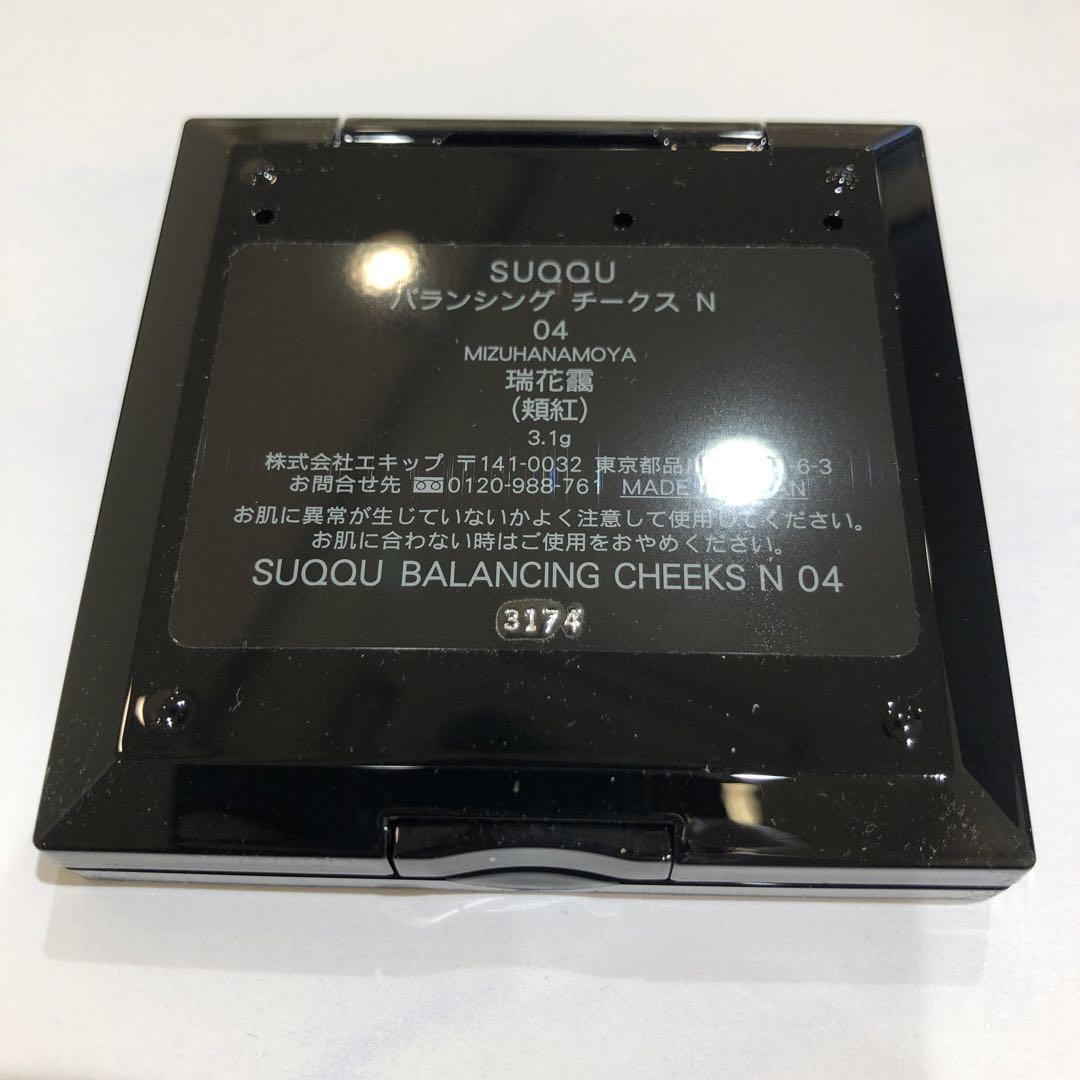 SUQQU
バランシング チークス N
04
MIZUHANAMOYA
瑞花靄
(頬紅)
3.1g
株式会社エキップ 〒141-0032 東京都品 -6-3
お問合せ先 0120-988-761 MADE
お肌に異常が生じていないかよく注意して使用してください。
お肌に合わない時はご使用をおやめください。
SUQQU BALANCING CHEEKS N 04
3174